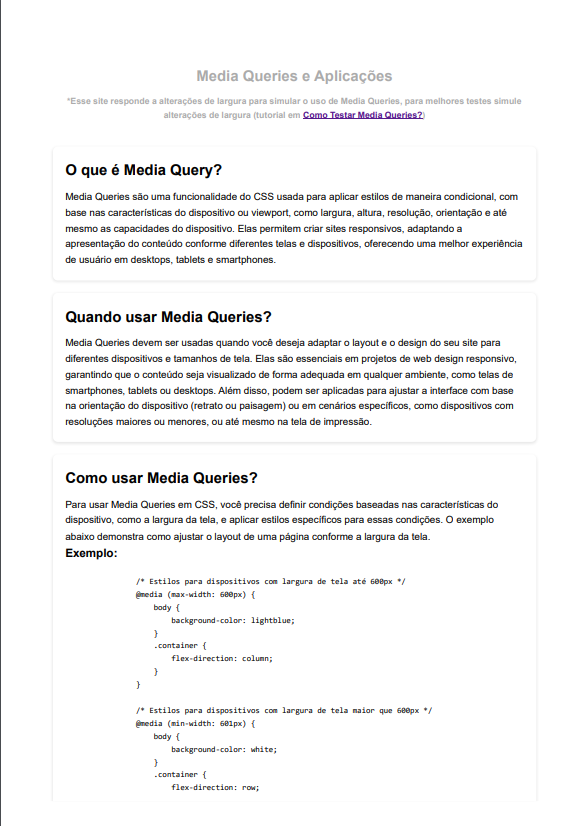 Media Queries e Aplicações
*Esse site responde a alterações de largura para simular o uso de Media Queries, para melhores testes simule
alterações de largura (tutorial em Como Testar Media Queries?)
O que é Media Query?
Media Queries são uma funcionalidade do CSS usada para aplicar estilos de maneira condicional, com
base nas características do dispositivo ou viewport, como largura, altura, resolução, orientação e até
mesmo as capacidades do dispositivo. Elas permitem criar sites responsivos, adaptando a
apresentação do conteúdo conforme diferentes telas e dispositivos, oferecendo uma melhor experiência
de usuário em desktops, tablets e smartphones.
Quando usar Media Queries?
Media Queries devem ser usadas quando você deseja adaptar o layout e o design do seu site para
diferentes dispositivos e tamanhos de tela. Elas são essenciais em projetos de web design responsivo,
garantindo que o conteúdo seja visualizado de forma adequada em qualquer ambiente, como telas de
smartphones, tablets ou desktops. Além disso, podem ser aplicadas para ajustar a interface com base
na orientação do dispositivo (retrato ou paisagem) ou em cenários específicos, como dispositivos com
resoluções maiores ou menores, ou até mesmo na tela de impressão.
Como usar Media Queries?
Para usar Media Queries em CSS, você precisa definir condições baseadas nas características do
dispositivo, como a largura da tela, e aplicar estilos específicos para essas condições. O exemplo
abaixo demonstra como ajustar o layout de uma página conforme a largura da tela.
Exemplo:
/* Estilos para dispositivos com largura de tela até 600px */
@media (max-width: 600px) {
body {
background-color: lightblue;
}
.container {
flex-direction: column;
}
}
/* Estilos para dispositivos com largura de tela maior que 600px */
@media (min-width: 601px) {
body {
background-color: white;
}
.container {
flex-direction: row;